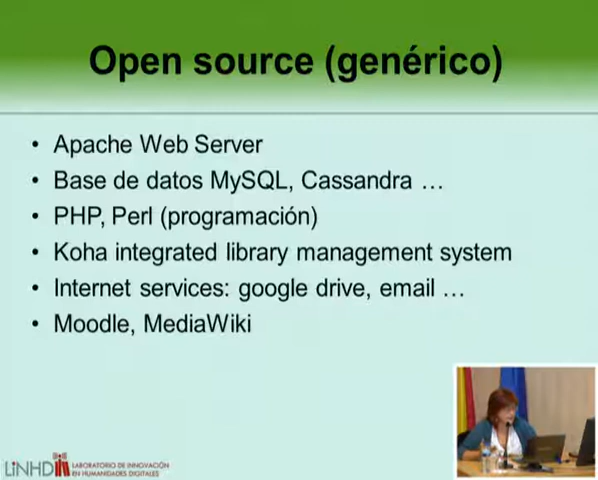 Open source (genérico)
• Apache Web Server
• Base de datos MySQL, Cassandra …
• PHP, Perl (programación)
• Koha integrated library management system
• Internet services: google drive, email …
• Moodle, MediaWiki
LiNHD
LABORATORIO DE INNOVACIÓN
EN HUMANIDADES DIGITALES